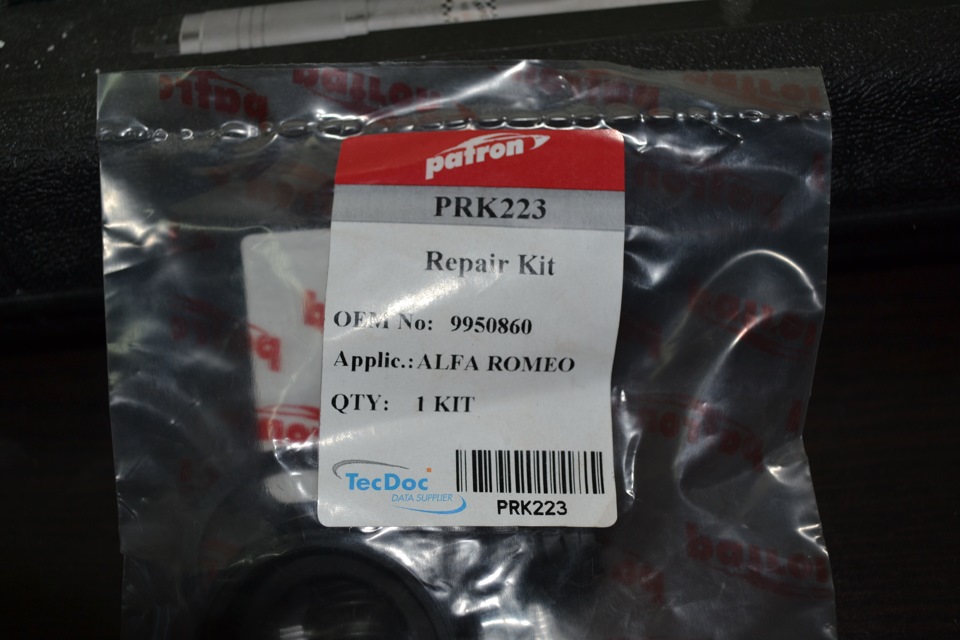 patron
PRK223
Repair Kit
OEM No: 9950860
Applic.: ALFA ROMEO
QTY: 1 KIT
TecDoc
DATA SUPPLIER
PRK223